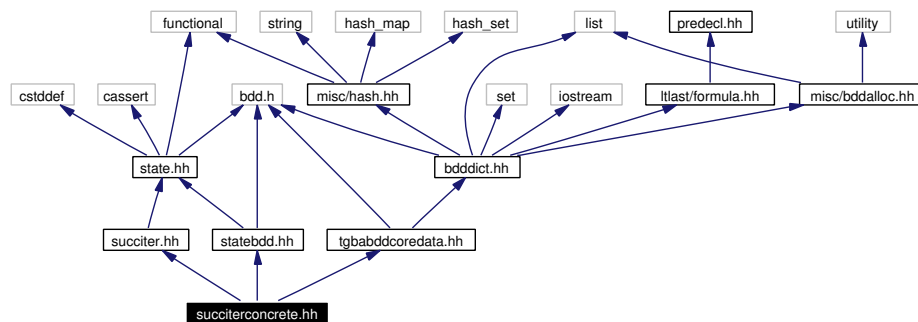 functional
string
hash_map
hash_set
list
predecl.hh
utility
cstddef
cassert
bdd.h
misc/hash.hh
set
iostream
ltlast/formula.hh
misc/bddalloc.hh
state.hh
bdddict.hh
succiter.hh
statebdd.hh
tgbabddcoredata.hh
succiterconcrete.hh